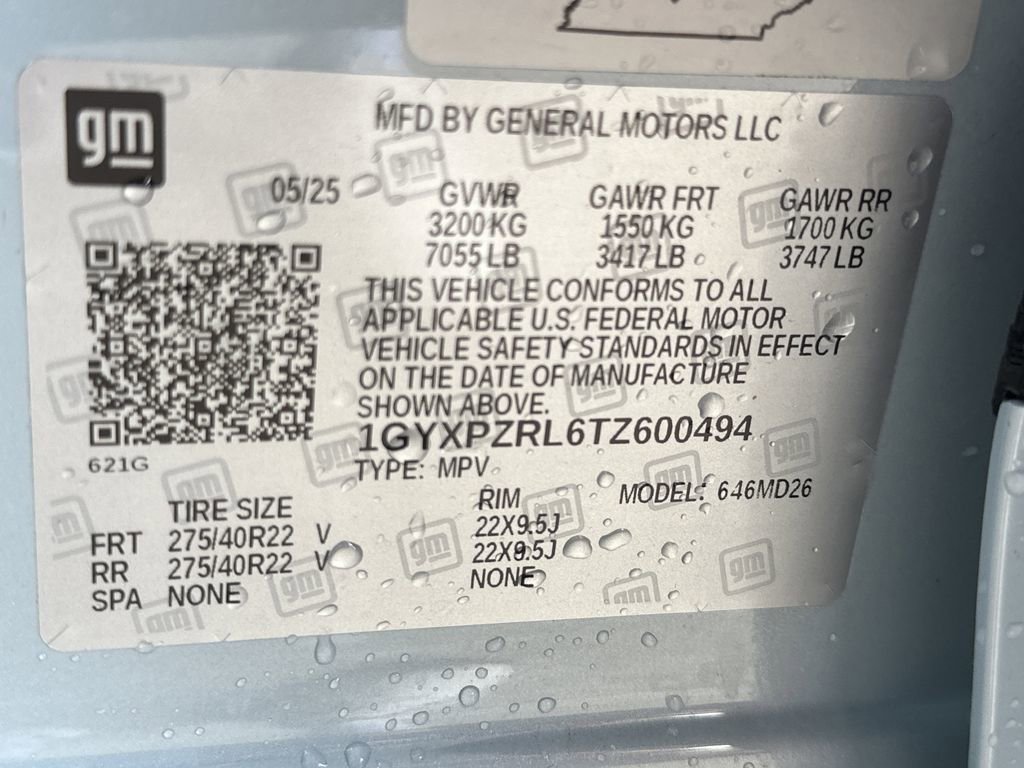 gm
MFD BY GENERAL MOTORS LLC
05/25 GVWR GAWR FRT GAWR RR
3200 KG 1550 KG 1700 KG
7055 LB 3417 LB 3747 LB
THIS VEHICLE CONFORMS TO ALL
APPLICABLE U.S. FEDERAL MOTOR
VEHICLE SAFETY STANDARDS IN EFFECT
ON THE DATE OF MANUFACTURE
SHOWN ABOVE.
1GYXPZRL6TZ600494
621G
TYPE: MPV
MODEL: 646MD26
TIRE SIZE RIM
FRT 275/40R22 V 22X9.5J
RR 275/40R22 V 22X9.5J
SPA NONE NONE